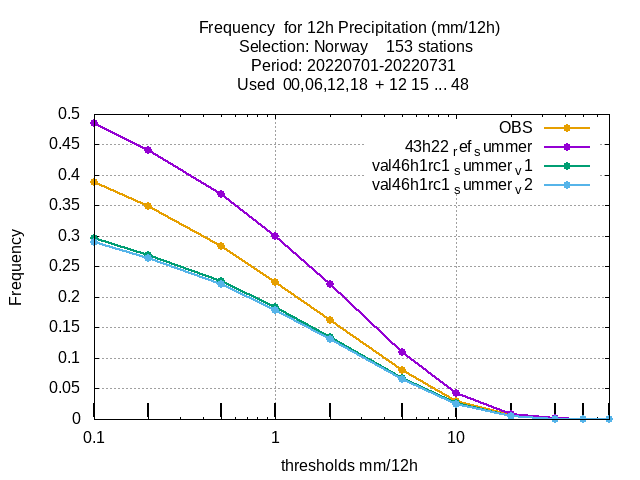 Frequency for 12h Precipitation (mm/12h)
Selection: Norway 153 stations
Period: 20220701-20220731
Used 00,06,12,18 + 12 15 ... 48
OBS
43h22 ref summer
val46h1rc1 summer v1
val46h1rc1 summer v2
0.5
0.45
0.4
0.35
0.3
0.25
0.2
0.15
0.1
0.05
0
Frequency
0.1 1 10
thresholds mm/12h